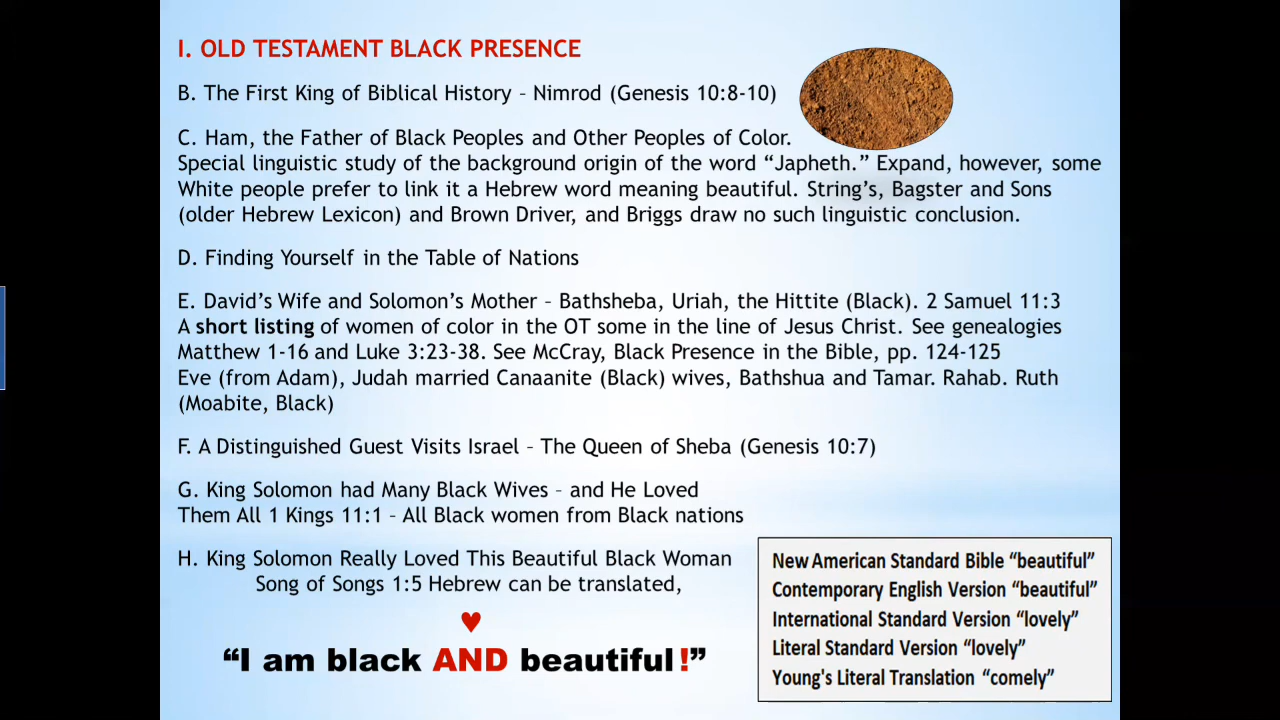 I. OLD TESTAMENT BLACK PRESENCE
B. The First King of Biblical History – Nimrod (Genesis 10:8-10)
C. Ham, the Father of Black Peoples and Other Peoples of Color.
Special linguistic study of the background origin of the word “Japheth.” Expand, however, some
White people prefer to link it a Hebrew word meaning beautiful. String’s, Bagster and Sons
(older Hebrew Lexicon) and Brown Driver, and Briggs draw no such linguistic conclusion.
D. Finding Yourself in the Table of Nations
E. David’s Wife and Solomon’s Mother – Bathsheba, Uriah, the Hittite (Black). 2 Samuel 11:3
A short listing of women of color in the OT some in the line of Jesus Christ. See genealogies
Matthew 1-16 and Luke 3:23-38. See McCray, Black Presence in the Bible, pp. 124-125
Eve (from Adam), Judah married Canaanite (Black) wives, Bathshua and Tamar. Rahab. Ruth
(Moabite, Black)
F. A Distinguished Guest Visits Israel – The Queen of Sheba (Genesis 10:7)
G. King Solomon had Many Black Wives – and He Loved
Them All 1 Kings 11:1 – All Black women from Black nations
H. King Solomon Really Loved This Beautiful Black Woman
Song of Songs 1:5 Hebrew can be translated,
♥
“I am black AND beautiful!”
New American Standard Bible “beautiful”
Contemporary English Version “beautiful”
International Standard Version “lovely”
Literal Standard Version “lovely”
Young's Literal Translation “comely”